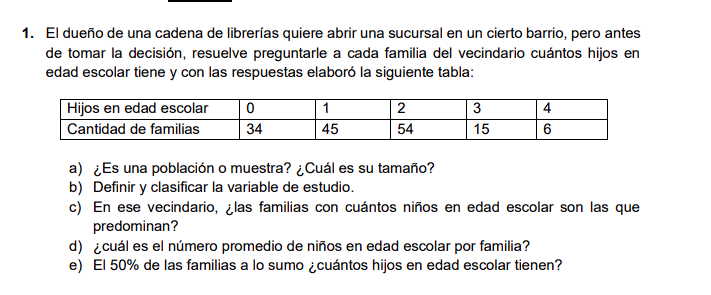 1. El dueño de una cadena de librerías quiere abrir una sucursal en un cierto barrio, pero antes
de tomar la decisión, resuelve preguntarle a cada familia del vecindario cuántos hijos en
edad escolar tiene y con las respuestas elaboró la siguiente tabla:
Hijos en edad escolar 0 1 2 3 4
Cantidad de familias 34 45 54 15 6
a) ¿Es una población o muestra? ¿Cuál es su tamaño?
b) Definir y clasificar la variable de estudio.
c) En ese vecindario, ¿las familias con cuántos niños en edad escolar son las que
predominan?
d) ¿cuál es el número promedio de niños en edad escolar por familia?
e) El 50% de las familias a lo sumo ¿cuántos hijos en edad escolar tienen?